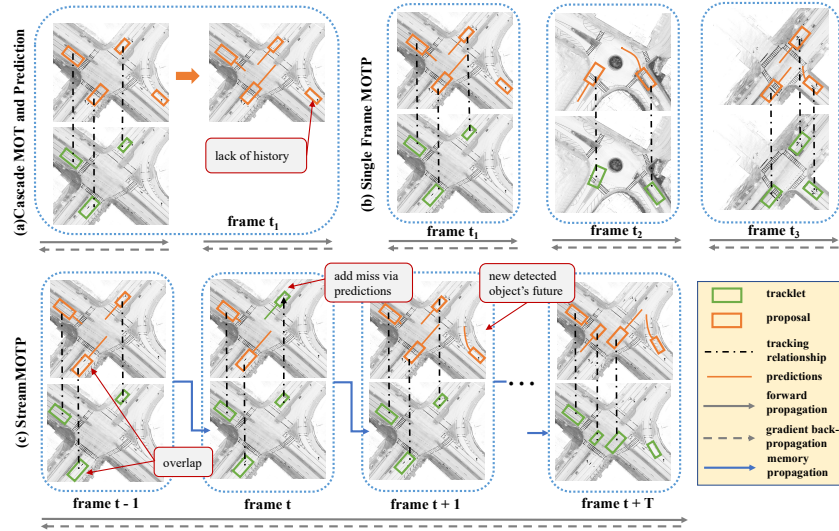 (a)Cascade MOT and Prediction
lack of history
frame t1
(b) Single Frame MOTP
frame t1
frame t2
frame t3
(c) StreamMOTP
add miss via
predictions
new detected
object's future
overlap
frame t - 1
frame t
frame t + 1
frame t + T
tracklet
proposal
tracking
relationship
predictions
forward
propagation
gradient back-
propagation
memory
propagation